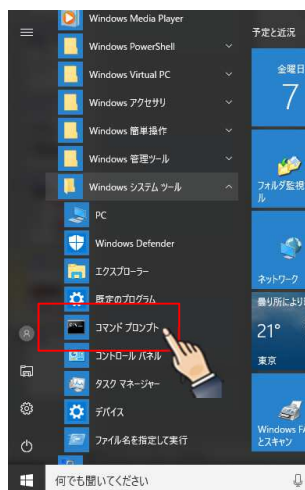 Windows Media Player
Windows PowerShell
Windows Virtual PC
Windows アクセサリ
Windows 簡単操作
Windows 管理ツール
Windows システム ツール
PC
Windows Defender
エクスプローラー
既定のプログラム
コマンド プロンプト
コントロール パネル
タスク マネージャー
デバイス
ファイル名を指定して実行
何でも聞いてください
予定と近況
金曜日
7
フォルダ監視
ル
ネットワーク
曇り所により
21°
東京
Windows FA
とスキャン